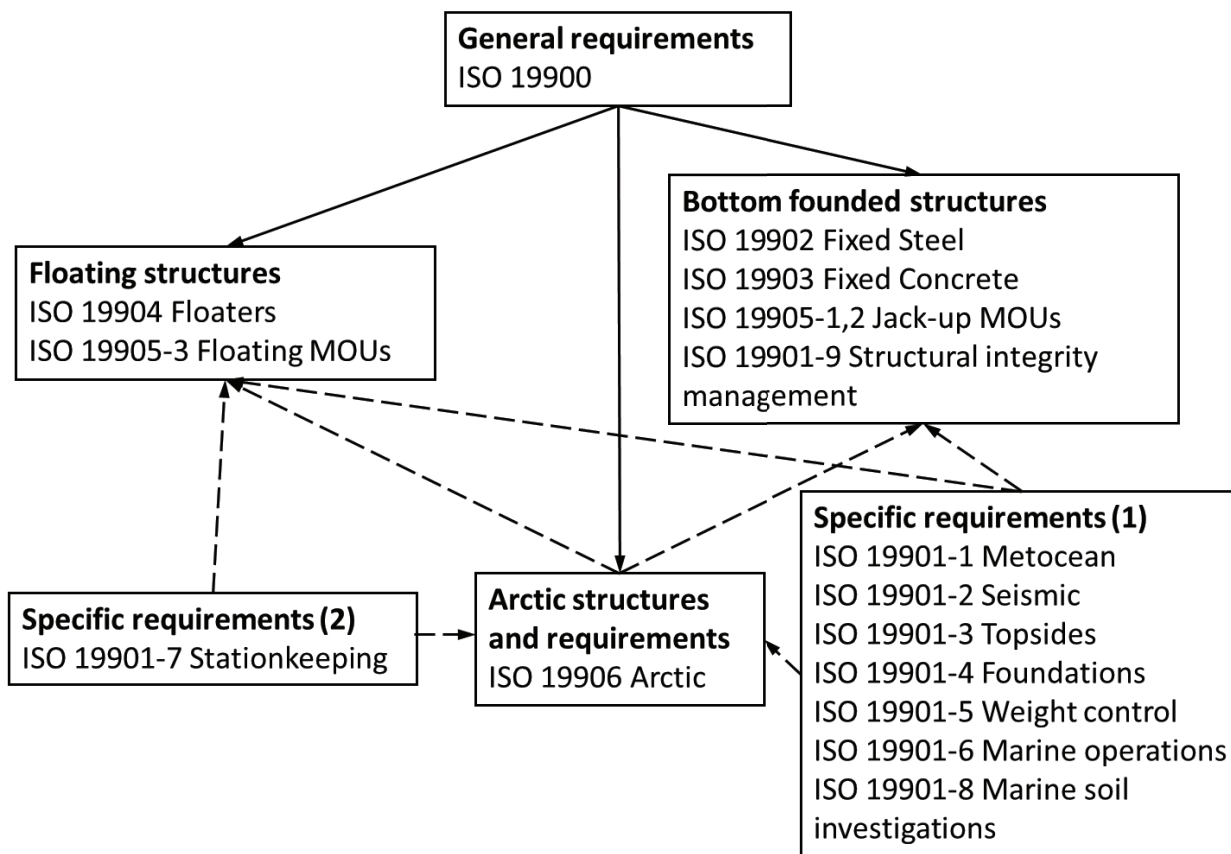 General requirements
ISO 19900
Bottom founded structures
ISO 19902 Fixed Steel
ISO 19903 Fixed Concrete
ISO 19905-1,2 Jack-up MOUs
ISO 19901-9 Structural integrity
management
Floating structures
ISO 19904 Floaters
ISO 19905-3 Floating MOUs
Specific requirements (2)
ISO 19901-7 Stationkeeping
Arctic structures
and requirements
ISO 19906 Arctic
Specific requirements (1)
ISO 19901-1 Metocean
ISO 19901-2 Seismic
ISO 19901-3 Topsides
ISO 19901-4 Foundations
ISO 19901-5 Weight control
ISO 19901-6 Marine operations
ISO 19901-8 Marine soil
investigations